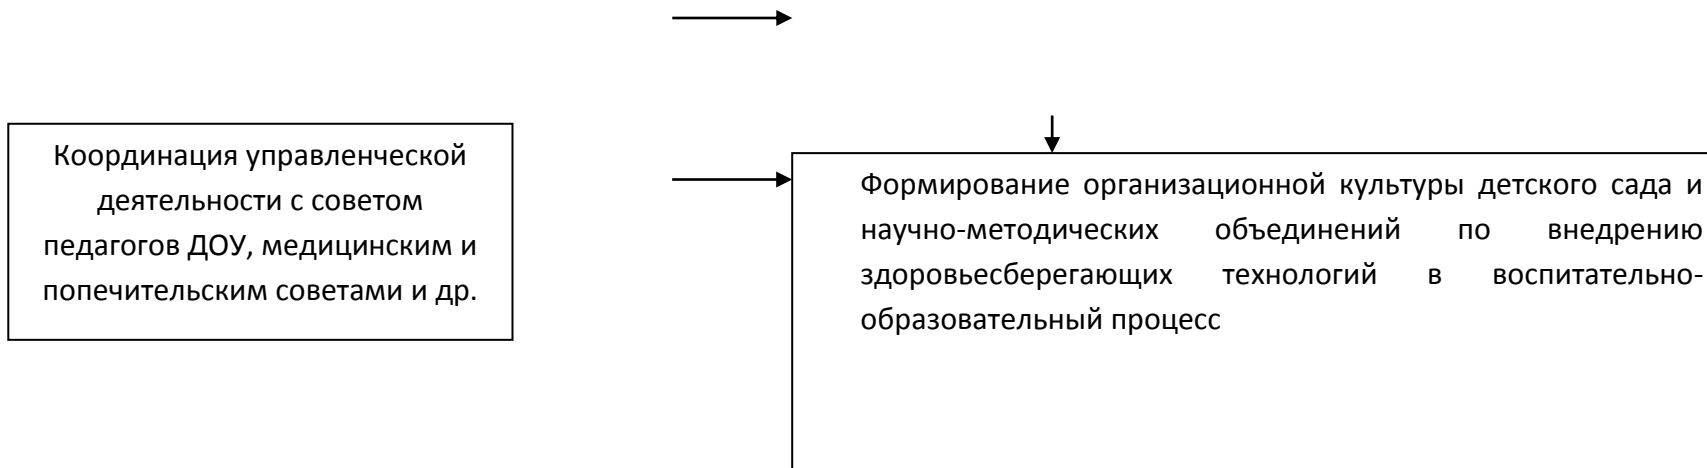 Координация управленческой
деятельности с советом
педагогов ДОУ, медицинским и
попечительским советами и др.
Формирование организационной культуры детского сада и
научно-методических объединений по внедрению
здоровьесберегающих технологий в воспитательно-
образовательный процесс